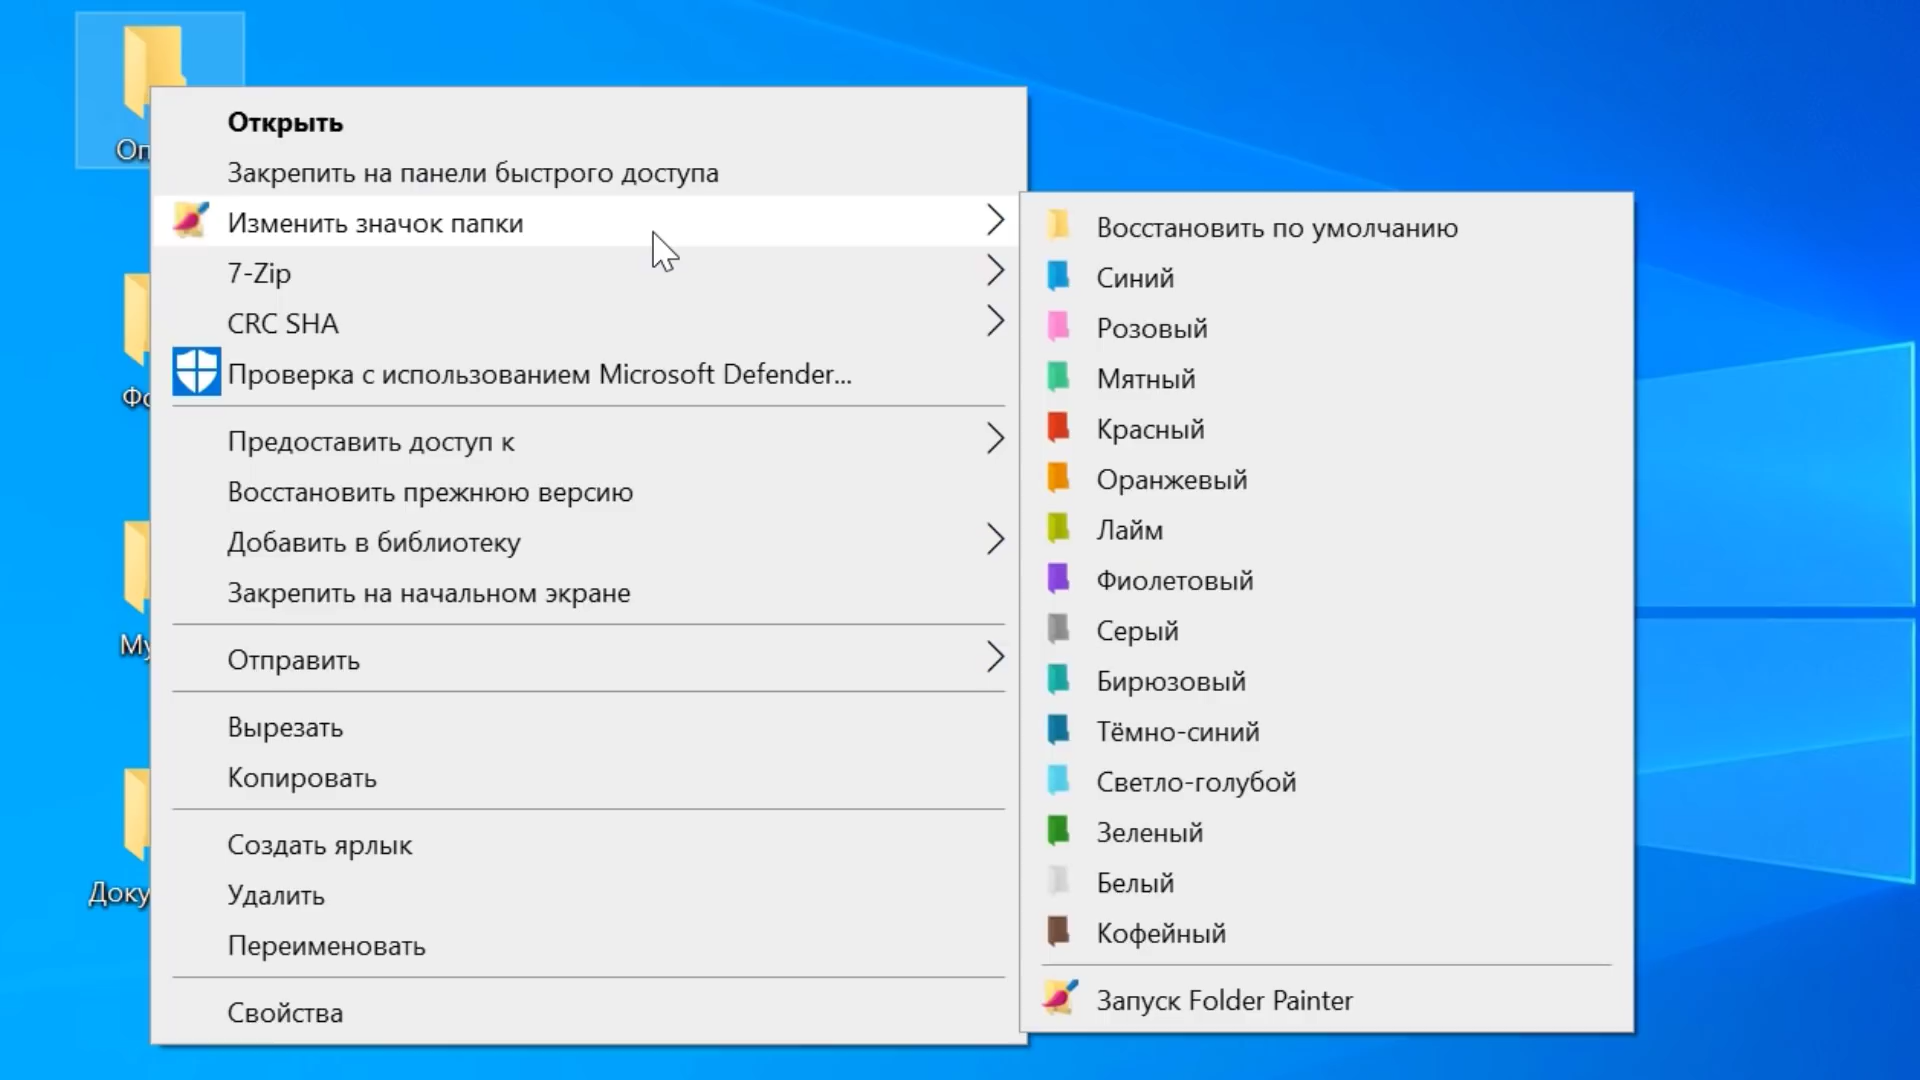 Открыть
Закрепить на панели быстрого доступа
Изменить значок папки
7-Zip
CRC SHA
Проверка с использованием Microsoft Defender...
Предоставить доступ к
Восстановить прежнюю версию
Добавить в библиотеку
Закрепить на начальном экране
Отправить
Вырезать
Копировать
Создать ярлык
Удалить
Переименовать
Свойства
Восстановить по умолчанию
Синий
Розовый
Мятный
Красный
Оранжевый
Лайм
Фиолетовый
Серый
Бирюзовый
Тёмно-синий
Светло-голубой
Зеленый
Белый
Кофейный
Запуск Folder Painter